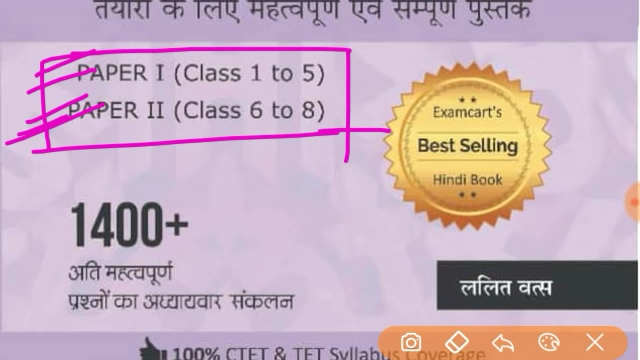 तैयारी के लिए महत्वपूर्ण एवं सम्पूर्ण पुस्तक
PAPER I (Class 1 to 5)
PAPER II (Class 6 to 8)
Examcart's
Best Selling
Hindi Book
1400+
अति महत्वपूर्ण
प्रश्नों का अध्यायवार संकलन
ललित वत्स
100% CTET & TET Syllabus Coverage